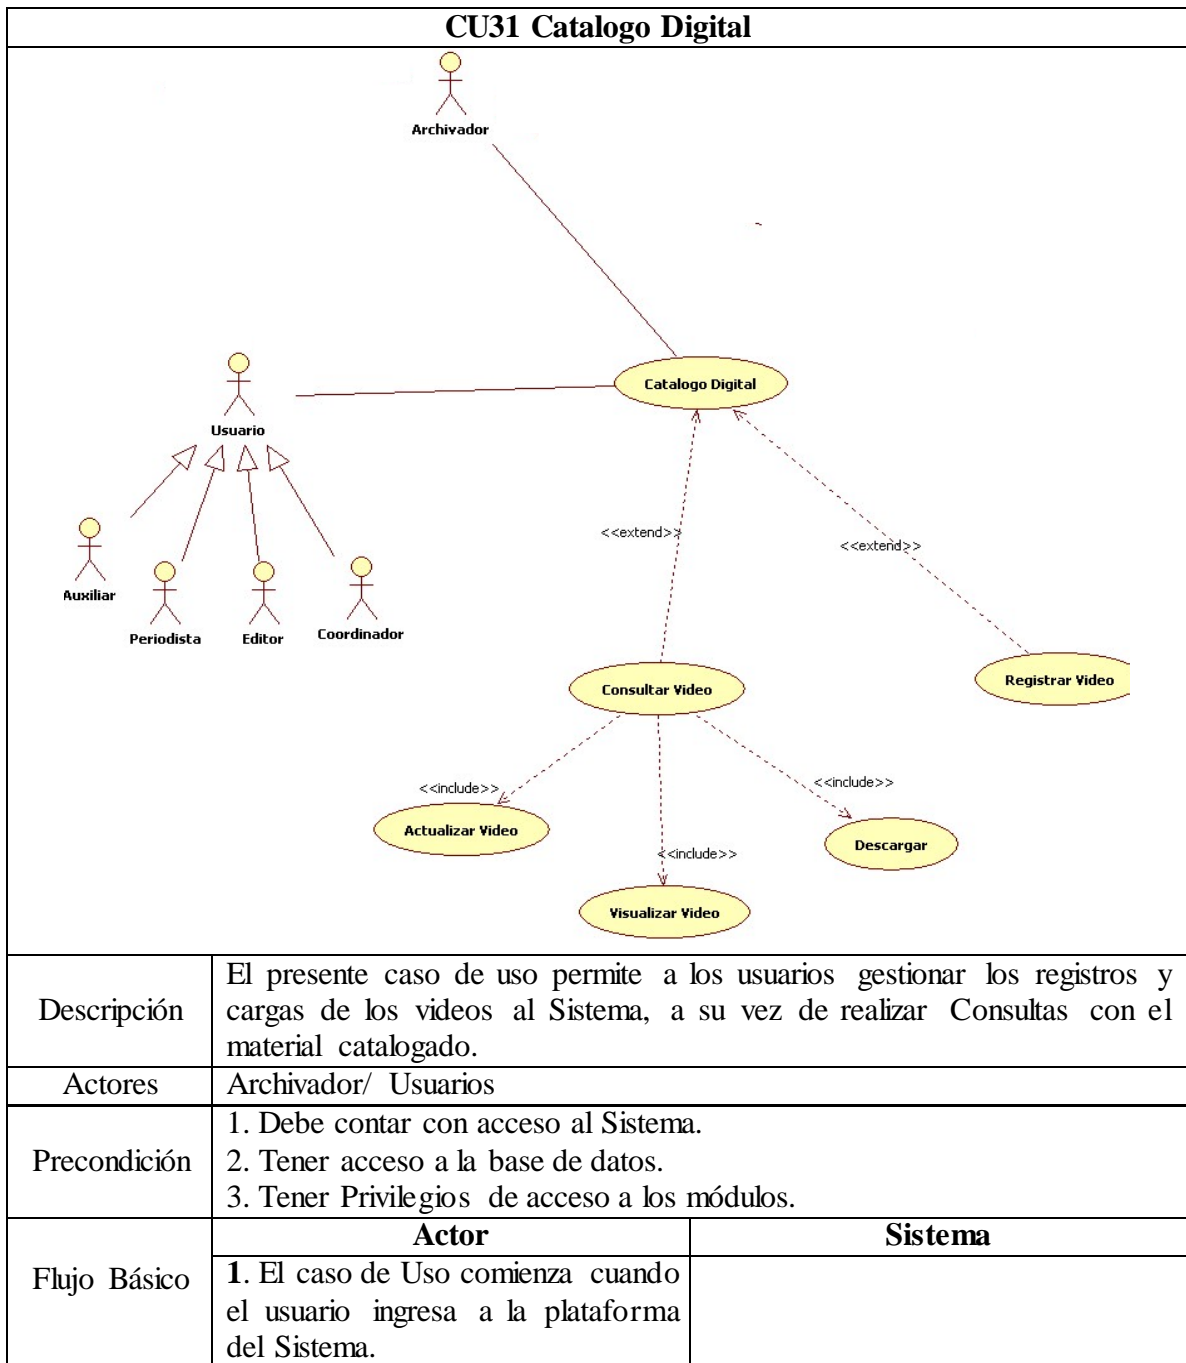 CU31 Catalogo Digital
Archivador
Catalogo Digital
Usuario
<<extend>>
<<extend>>
Auxiliar
Periodista
Editor
Coordinador
Consultar Video
Registrar Video
<<include>>
<<include>>
Actualizar Video
Descargar
<<include>>
Visualizar Video
Descripción
El presente caso de uso permite a los usuarios gestionar los registros y
cargas de los videos al Sistema, a su vez de realizar Consultas con el
material catalogado.
Actores
Archivador/ Usuarios
Precondición
1. Debe contar con acceso al Sistema.
2. Tener acceso a la base de datos.
3. Tener Privilegios de acceso a los módulos.
Flujo Básico
Actor
Sistema
1. El caso de Uso comienza cuando
el usuario ingresa a la plataforma
del Sistema.